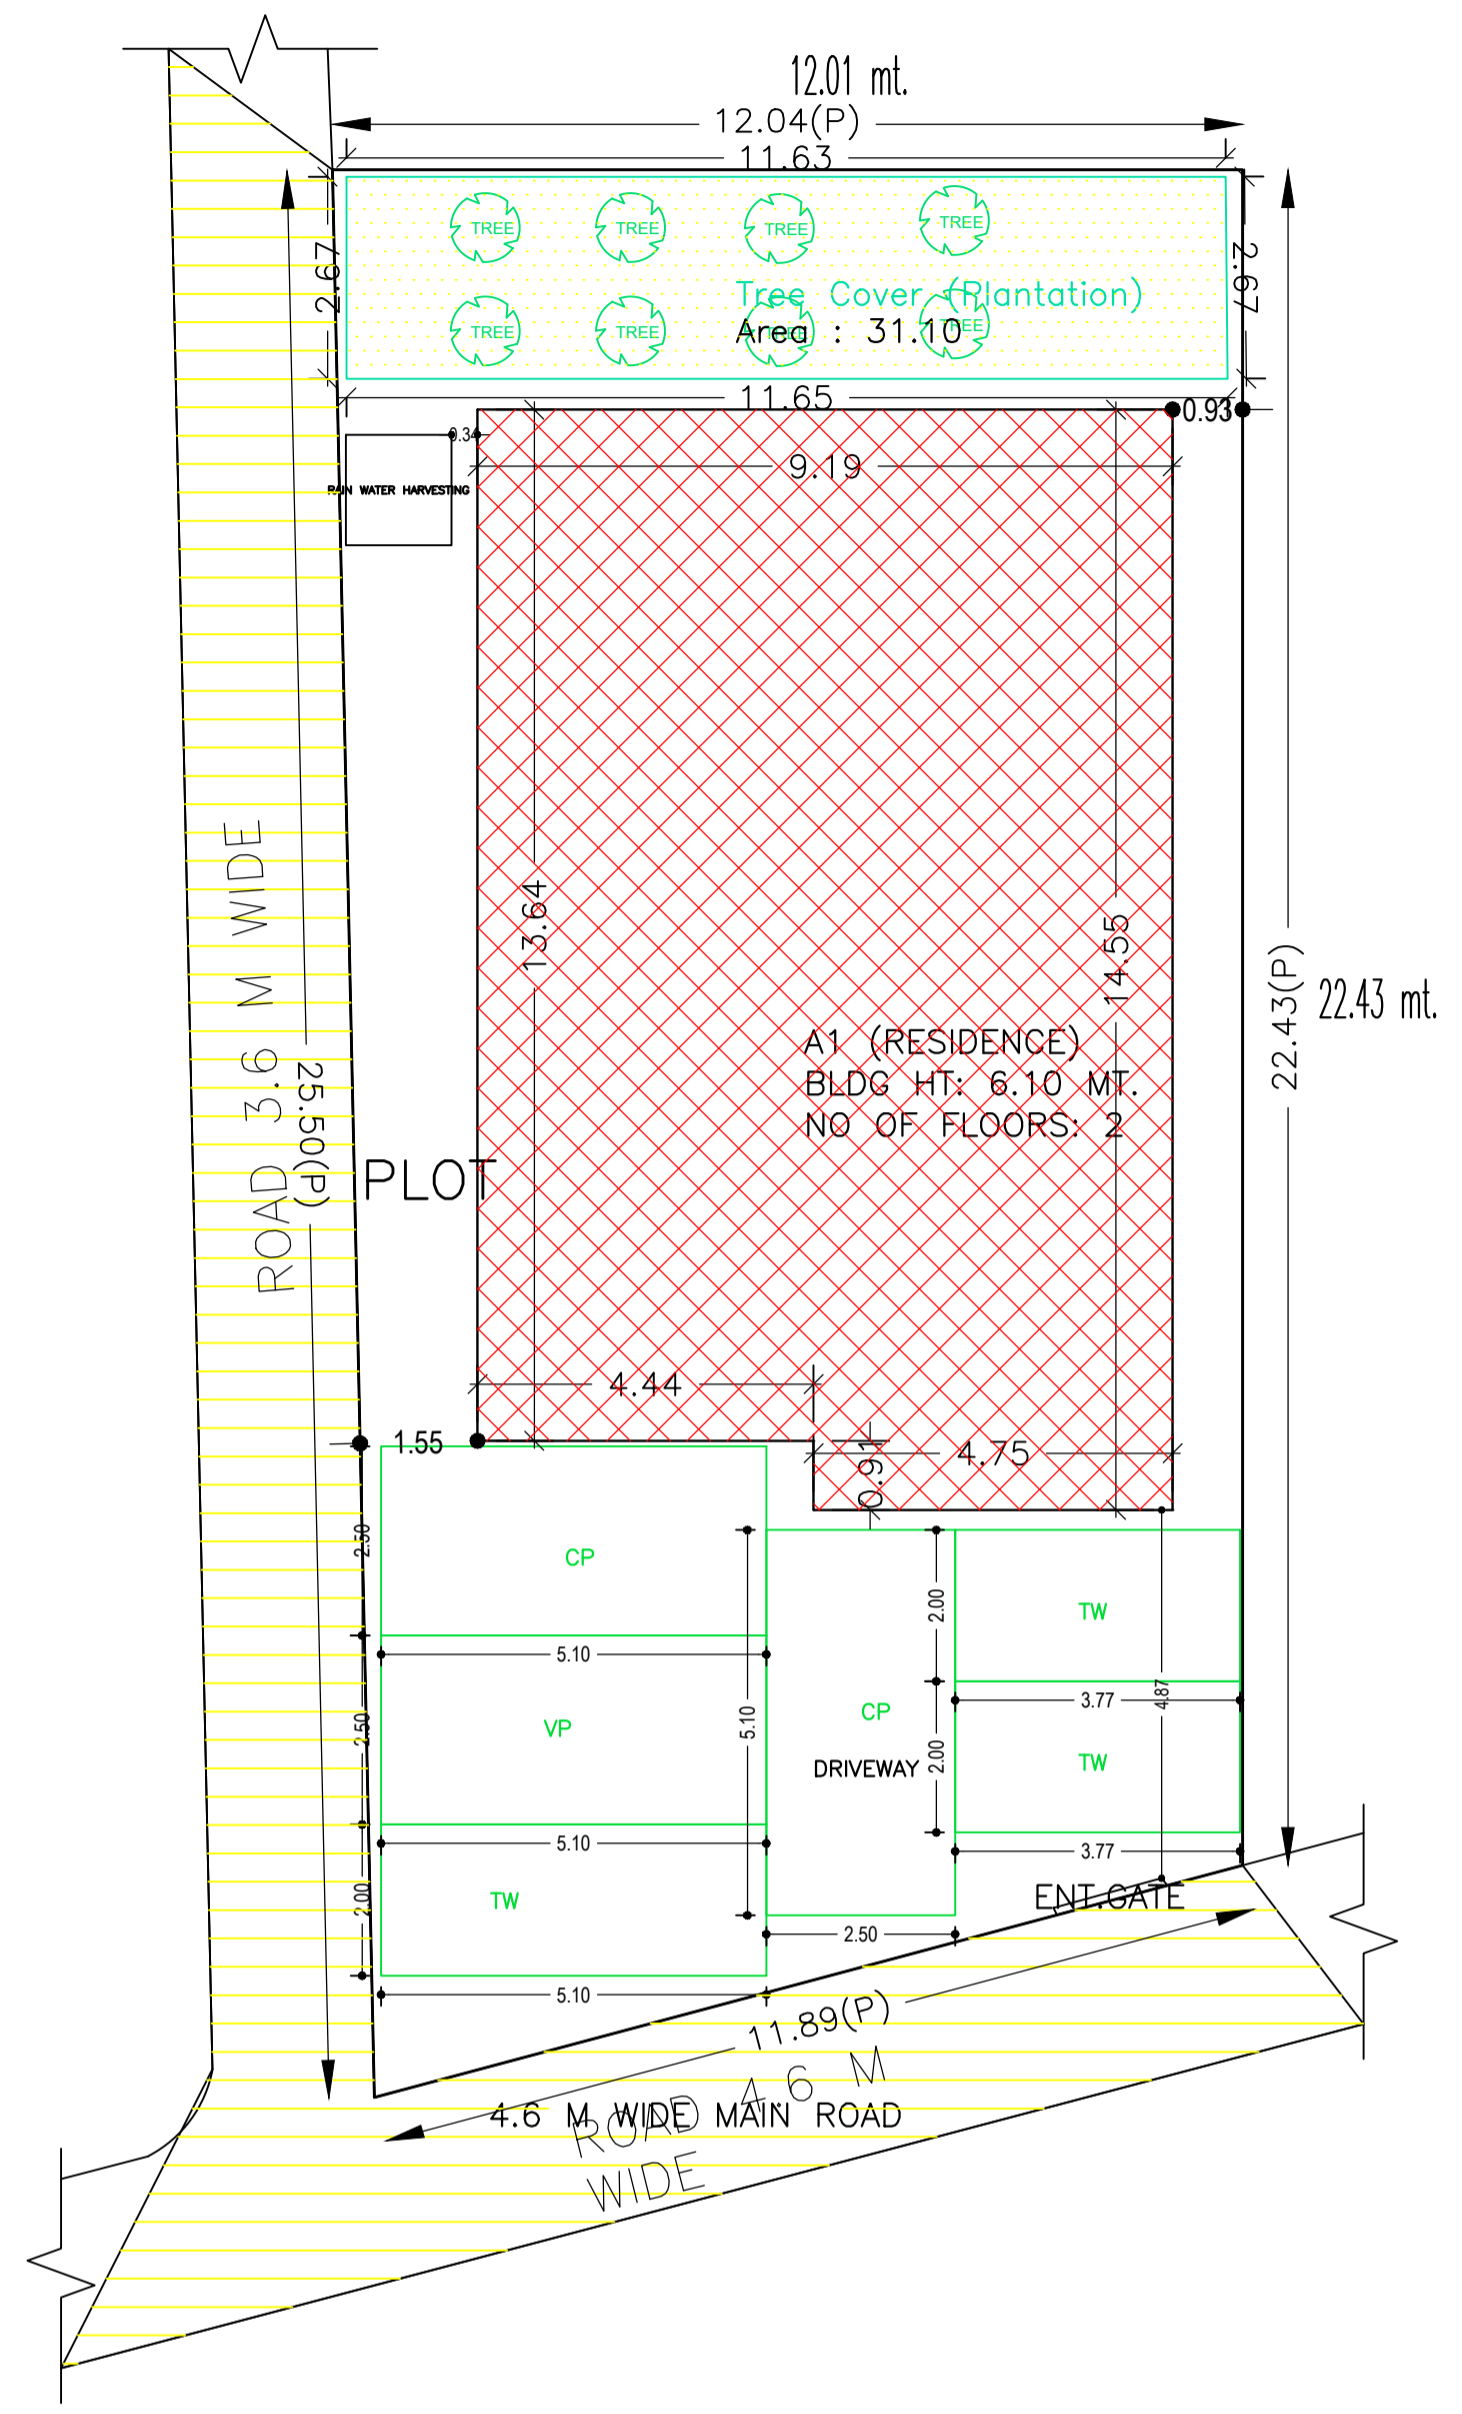 12.01 mt.
12.04(P)
11.63
TREE
TREE
TREE
TREE
2.67
2.67
Tree Cover (Plantation)
TREE
TREE
TREE
TREE
Area : 31.10
11.65
0.93
0.34
9.19
RAIN WATER HARVESTING
13.64
14.55
ROAD 3.6 M WIDE
25.50(P)
22.43(P)
22.43 mt.
A1 (RESIDENCE)
BLDG HT: 6.10 MT.
NO OF FLOORS: 2
PLOT
4.44
1.55
0.91
4.75
2.50
CP
2.00
TW
5.10
2.50
VP
5.10
CP
3.77
4.87
DRIVEWAY
2.00
TW
5.10
3.77
2.00
TW
ENT.GATE
2.50
5.10
11.89(P)
ROAD 4.6 M
WIDE
4.6 M WIDE MAIN ROAD